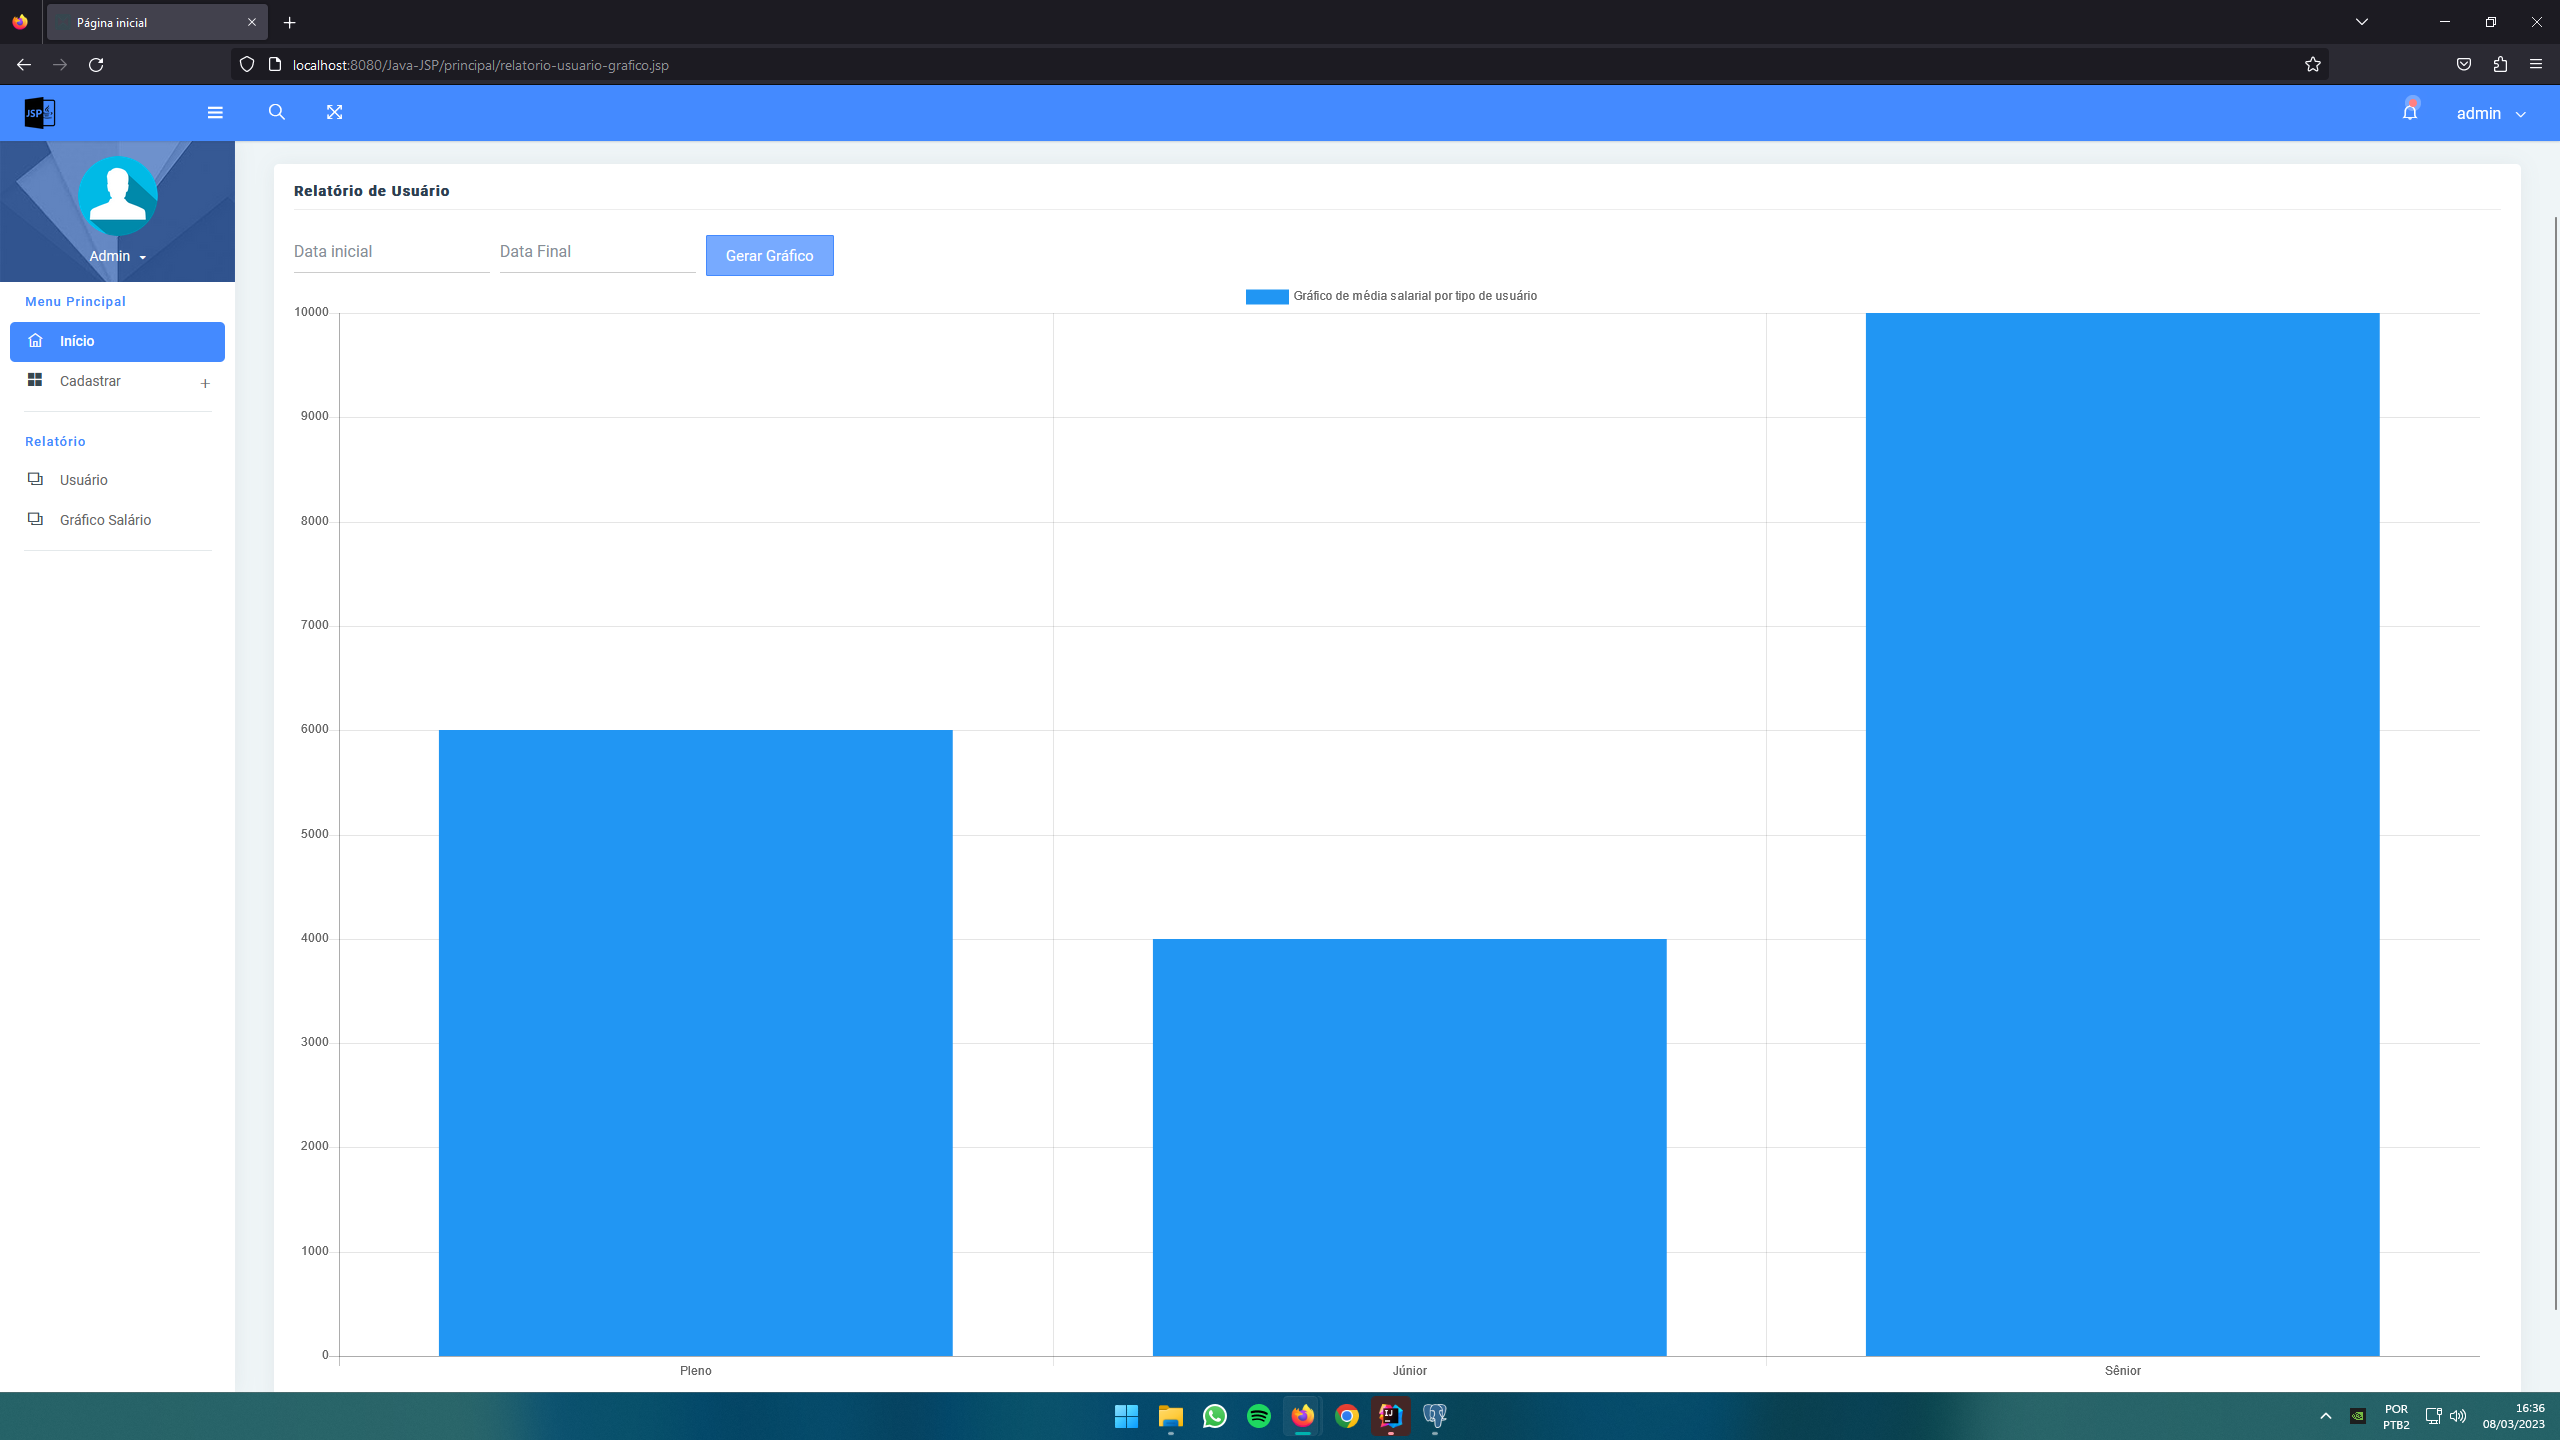 Página inicial
localhost:8080/Java-JSP/principal/relatorio-usuario-grafico.jsp
JSP
admin
Admin
Menu Principal
Início
Cadastrar
Relatório
Usuário
Gráfico Salário
Relatório de Usuário
Data inicial Data Final Gerar Gráfico
Gráfico de média salarial por tipo de usuário
10000
9000
8000
7000
6000
5000
4000
3000
2000
1000
0
Pleno Júnior Sênior
POR
PTB2
16:36
08/03/2023